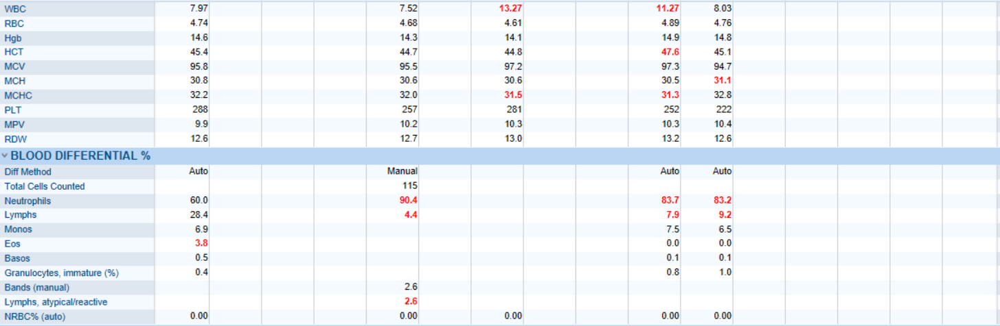 WBC 7.97 7.52 13.27 11.27 8.03
RBC 4.74 4.68 4.61 4.89 4.76
Hgb 14.6 14.3 14.1 14.9 14.8
HCT 45.4 44.7 44.8 47.6 45.1
MCV 95.8 95.5 97.2 97.3 94.7
MCH 30.8 30.6 30.6 30.5 31.1
MCHC 32.2 32.0 31.5 31.3 32.8
PLT 288 257 281 252 222
MPV 9.9 10.2 10.3 10.3 10.4
RDW 12.6 12.7 13.0 13.2 12.6
BLOOD DIFFERENTIAL %
Diff Method Auto Manual Auto Auto
Total Cells Counted 115
Neutrophils 60.0 90.4 83.7 83.2
Lymphs 28.4 4.4 7.9 9.2
Monos 6.9 7.5 6.5
Eos 3.8 0.0 0.0
Basos 0.5 0.1 0.1
Granulocytes, immature (%) 0.4 0.8 1.0
Bands (manual) 2.6
Lymphs, atypical/reactive 2.6
NRBC% (auto) 0.00 0.00 0.00 0.00 0.00